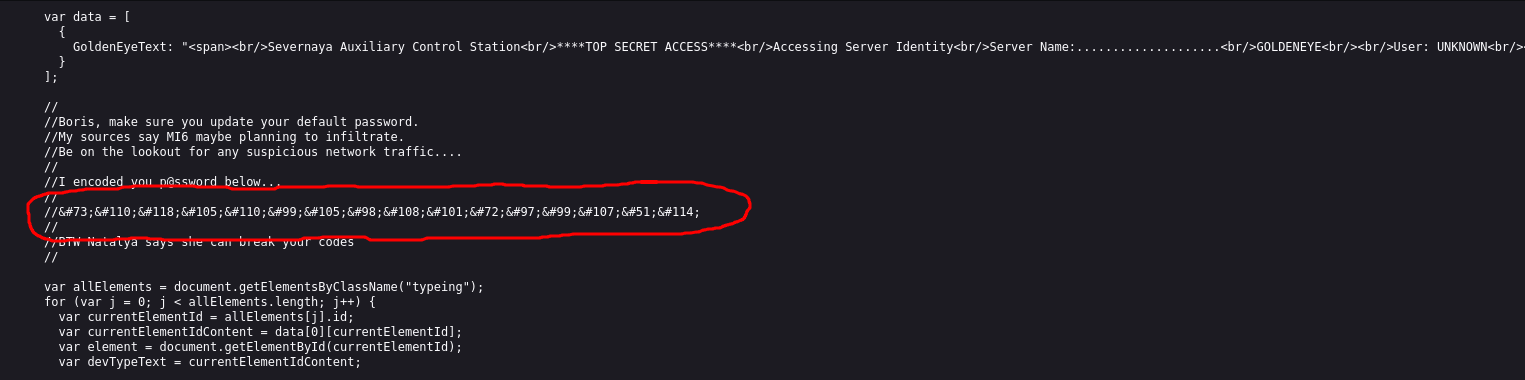 var data = [
{
GoldenEyeText: "<span><br/>Severnaya Auxiliary Control Station<br/>****TOP SECRET ACCESS****<br/>Accessing Server Identity<br/>Server Name:....................<br/>GOLDENEYE<br/><br/>User: UNKNOWN<br/><
}
];
//
//Boris, make sure you update your default password.
//My sources say MI6 maybe planning to infiltrate.
//Be on the lookout for any suspicious network traffic....
//
//I encoded you p@ssword below...
//
//&#73;&#110;&#118;&#105;&#110;&#99;&#105;&#98;&#108;&#101;&#72;&#97;&#99;&#107;&#51;&#114;
//
//BTW Natalya says she can break your codes
//
var allElements = document.getElementsByClassName("typeing");
for (var j = 0; j < allElements.length; j++) {
var currentElementId = allElements[j].id;
var currentElementIdContent = data[0][currentElementId];
var element = document.getElementById(currentElementId);
var devTypeText = currentElementIdContent;